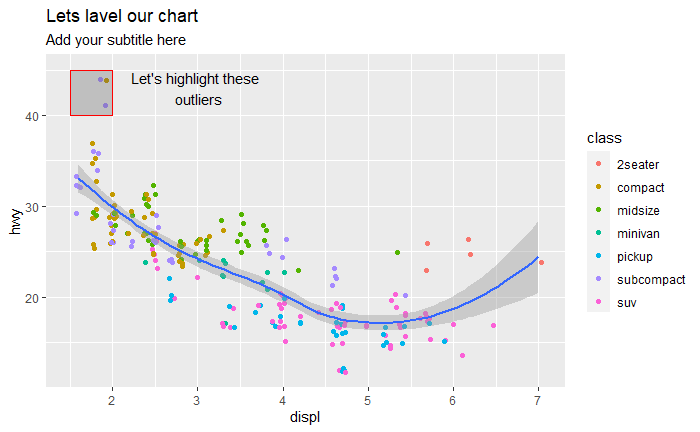 Lets lavel our chart
Add your subtitle here
Let's highlight these
outliers
40
30
20
hwy
2
3
4
5
6
7
displ
class
2seater
compact
midsize
minivan
pickup
subcompact
suv